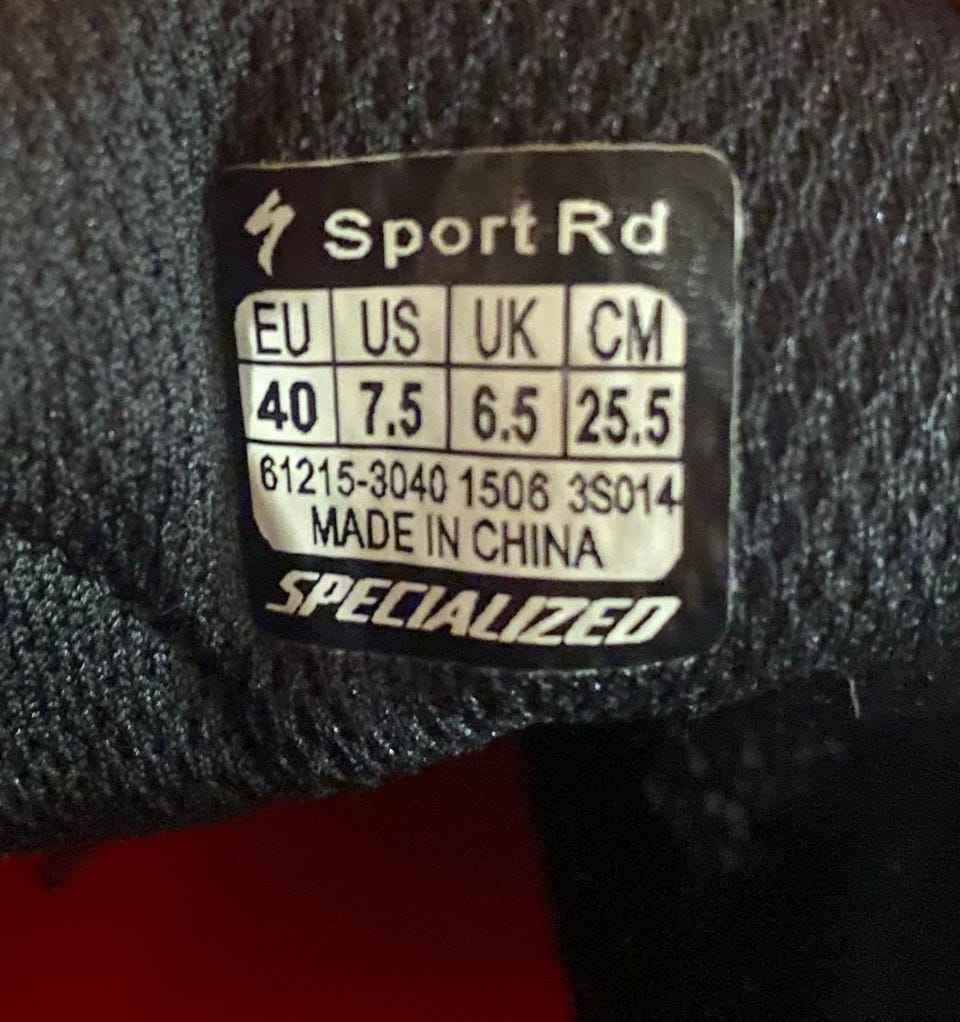 Sport Rd
EU US UK CM
40 7.5 6.5 25.5
61215-3040 1506 3S014
MADE IN CHINA
SPECIALIZED